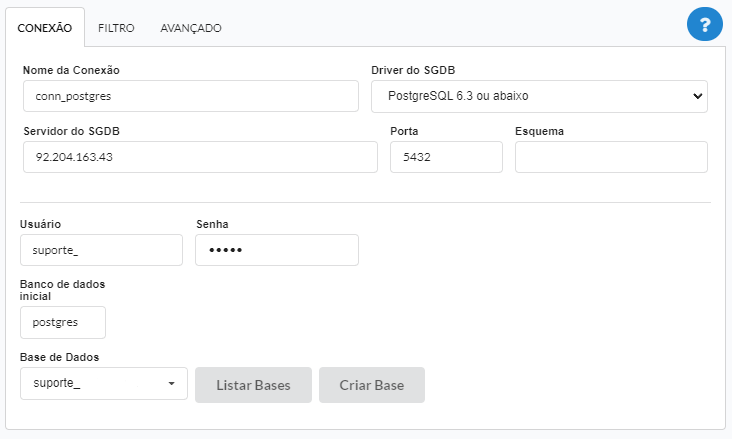 CONEXÃO FILTRO AVANÇADO ?
Nome da Conexão Driver do SGDB
conn_postgres PostgreSQL 6.3 ou abaixo
Servidor do SGDB Porta Esquema
92.204.163.43 5432
Usuário Senha
suporte_ •••••
Banco de dados
inicial
postgres
Base de Dados
suporte_ Listar Bases Criar Base